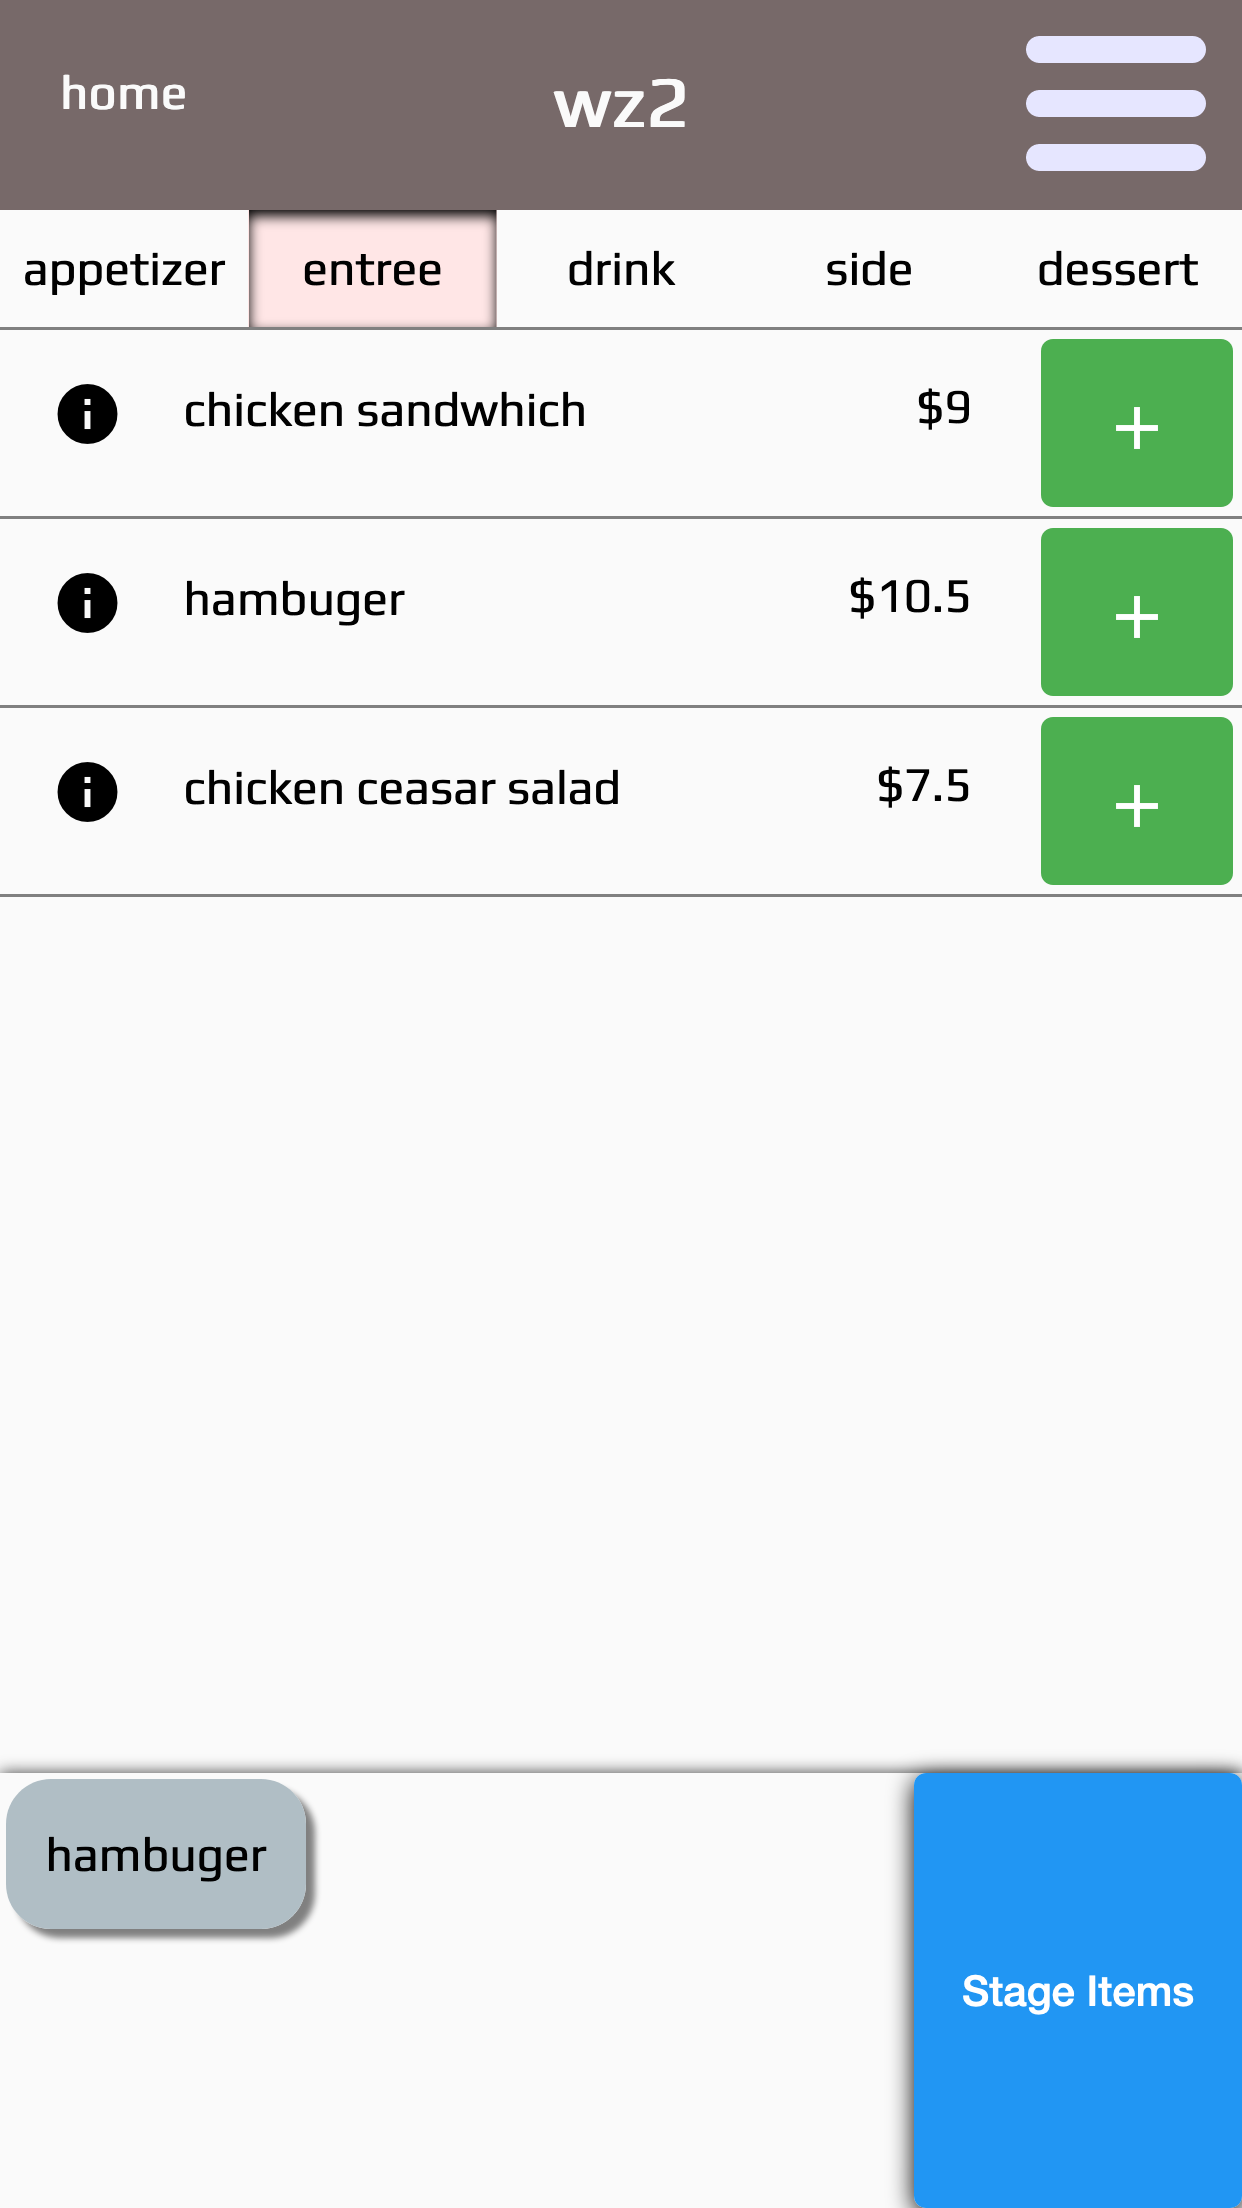 home
wz2
appetizer entree drink side dessert
chicken sandwhich $9 +
hambuger $10.5 +
chicken ceasar salad $7.5 +
hambuger
Stage Items